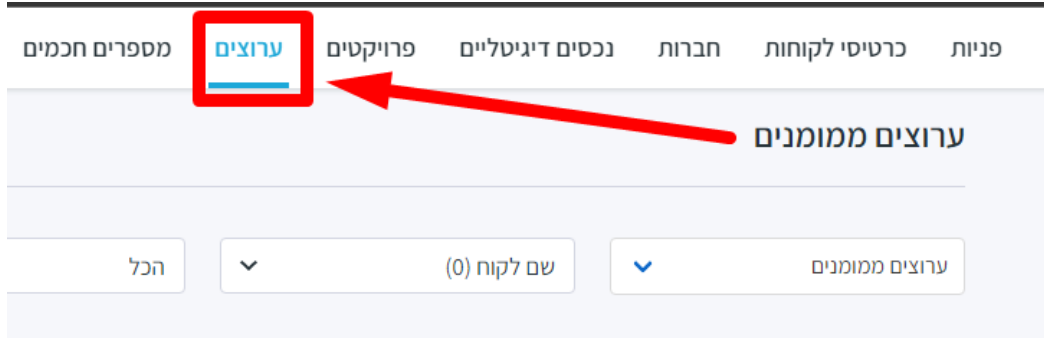 פניות כרטיסי לקוחות חברות נכסים דיגיטליים פרויקטים ערוצים מספרים חכמים
ערוצים ממומנים
ערוצים ממומנים שם לקוח (0) הכל